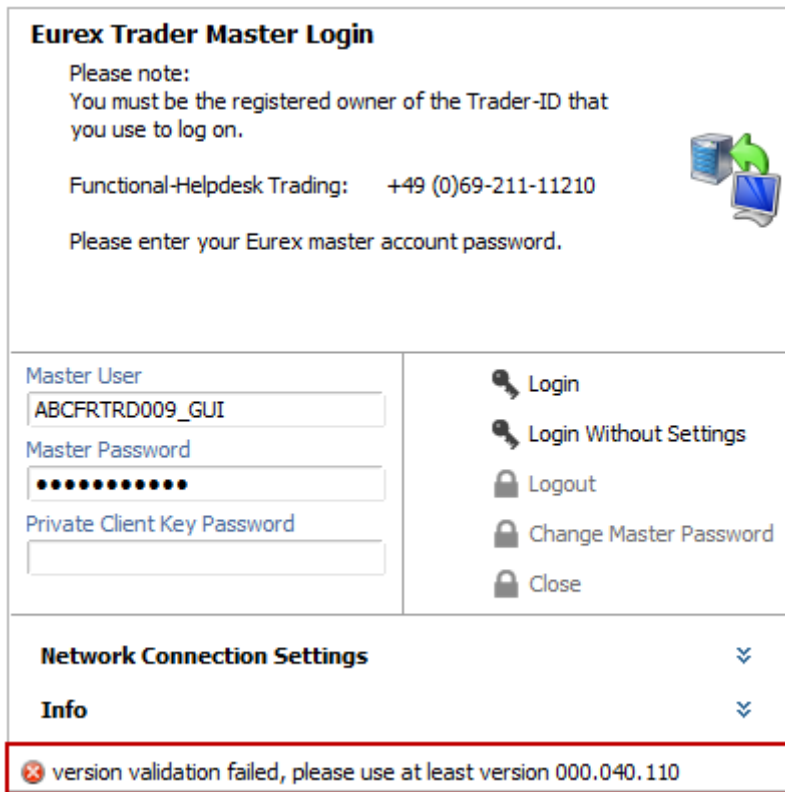 Eurex Trader Master Login
Please note:
You must be the registered owner of the Trader-ID that
you use to log on.
Functional-Helpdesk Trading: +49 (0)69-211-11210
Please enter your Eurex master account password.
Master User
ABCFRTRD009_GUI
Master Password
●●●●●●●●●●●
Private Client Key Password
Login
Login Without Settings
Logout
Change Master Password
Close
Network Connection Settings
Info
version validation failed, please use at least version 000.040.110